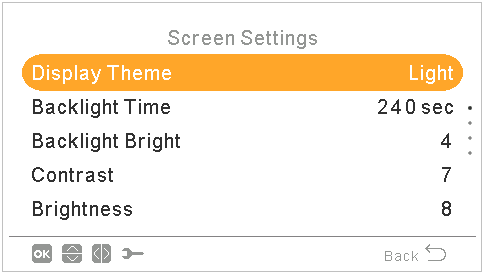 Screen Settings
Display Theme Light
Backlight Time 240 sec
Backlight Bright 4
Contrast 7
Brightness 8
OK Back